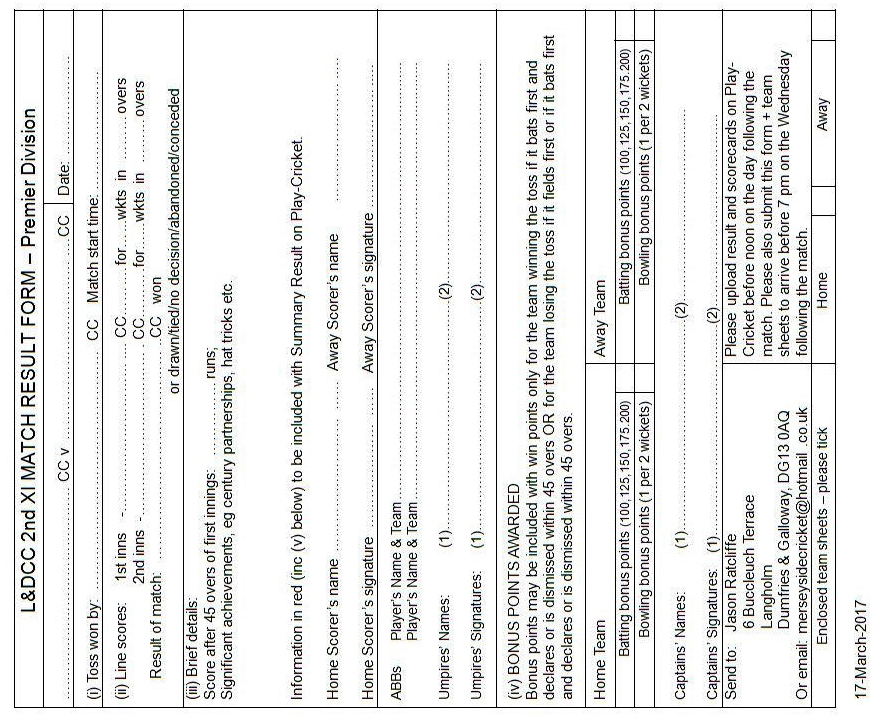 L&DCC 2nd XI MATCH RESULT FORM – Premier Division
........................................ CC v ........................................ CC Date: ....................
(i) Toss won by: ........................................ CC Match start time: ....................
(ii) Line scores: 1st inns -........................................ CC ........ for ......wkts in ........ overs
2nd inns -........................................ CC ........ for ......wkts in ........ overs
Result of match: ........................................ CC won
or drawn/tied/no decision/abandoned/conceded
(iii) Brief details:
Score after 45 overs of first innings: ............ runs;
Significant achievements, eg century partnerships, hat tricks etc.
Information in red (inc (v) below) to be included with Summary Result on Play-Cricket.
Home Scorer's name ........................ Away Scorer's name ........................
Home Scorer's signature ........................ Away Scorer's signature ........................
ABBs Player's Name & Team ........................................
Player's Name & Team ........................................
Umpires' Names: (1)........................................(2)........................................
Umpires' Signatures: (1)........................................(2)........................................
(iv) BONUS POINTS AWARDED
Bonus points may be included with win points only for the team winning the toss if it bats first and
declares or is dismissed within 45 overs OR for the team losing the toss if it fields first or if it bats first
and declares or is dismissed within 45 overs.
Home Team Away Team
Batting bonus points (100,125,150,175.200) Batting bonus points (100,125,150,175.200)
Bowling bonus points (1 per 2 wickets) Bowling bonus points (1 per 2 wickets)
Captains' Names: (1)........................................(2)........................................
Captains' Signatures: (1)........................................(2)........................................
Send to: Jason Ratcliffe
6 Buccleuch Terrace
Langholm
Dumfries & Galloway, DG13 0AQ
Or email: merseysidecricket@hotmail .co.uk
Please upload result and scorecards on Play-
Cricket before noon on the day following the
match. Please also submit this form + team
sheets to arrive before 7 pm on the Wednesday
following the match.
Enclosed team sheets – please tick Home Away
17-March-2017